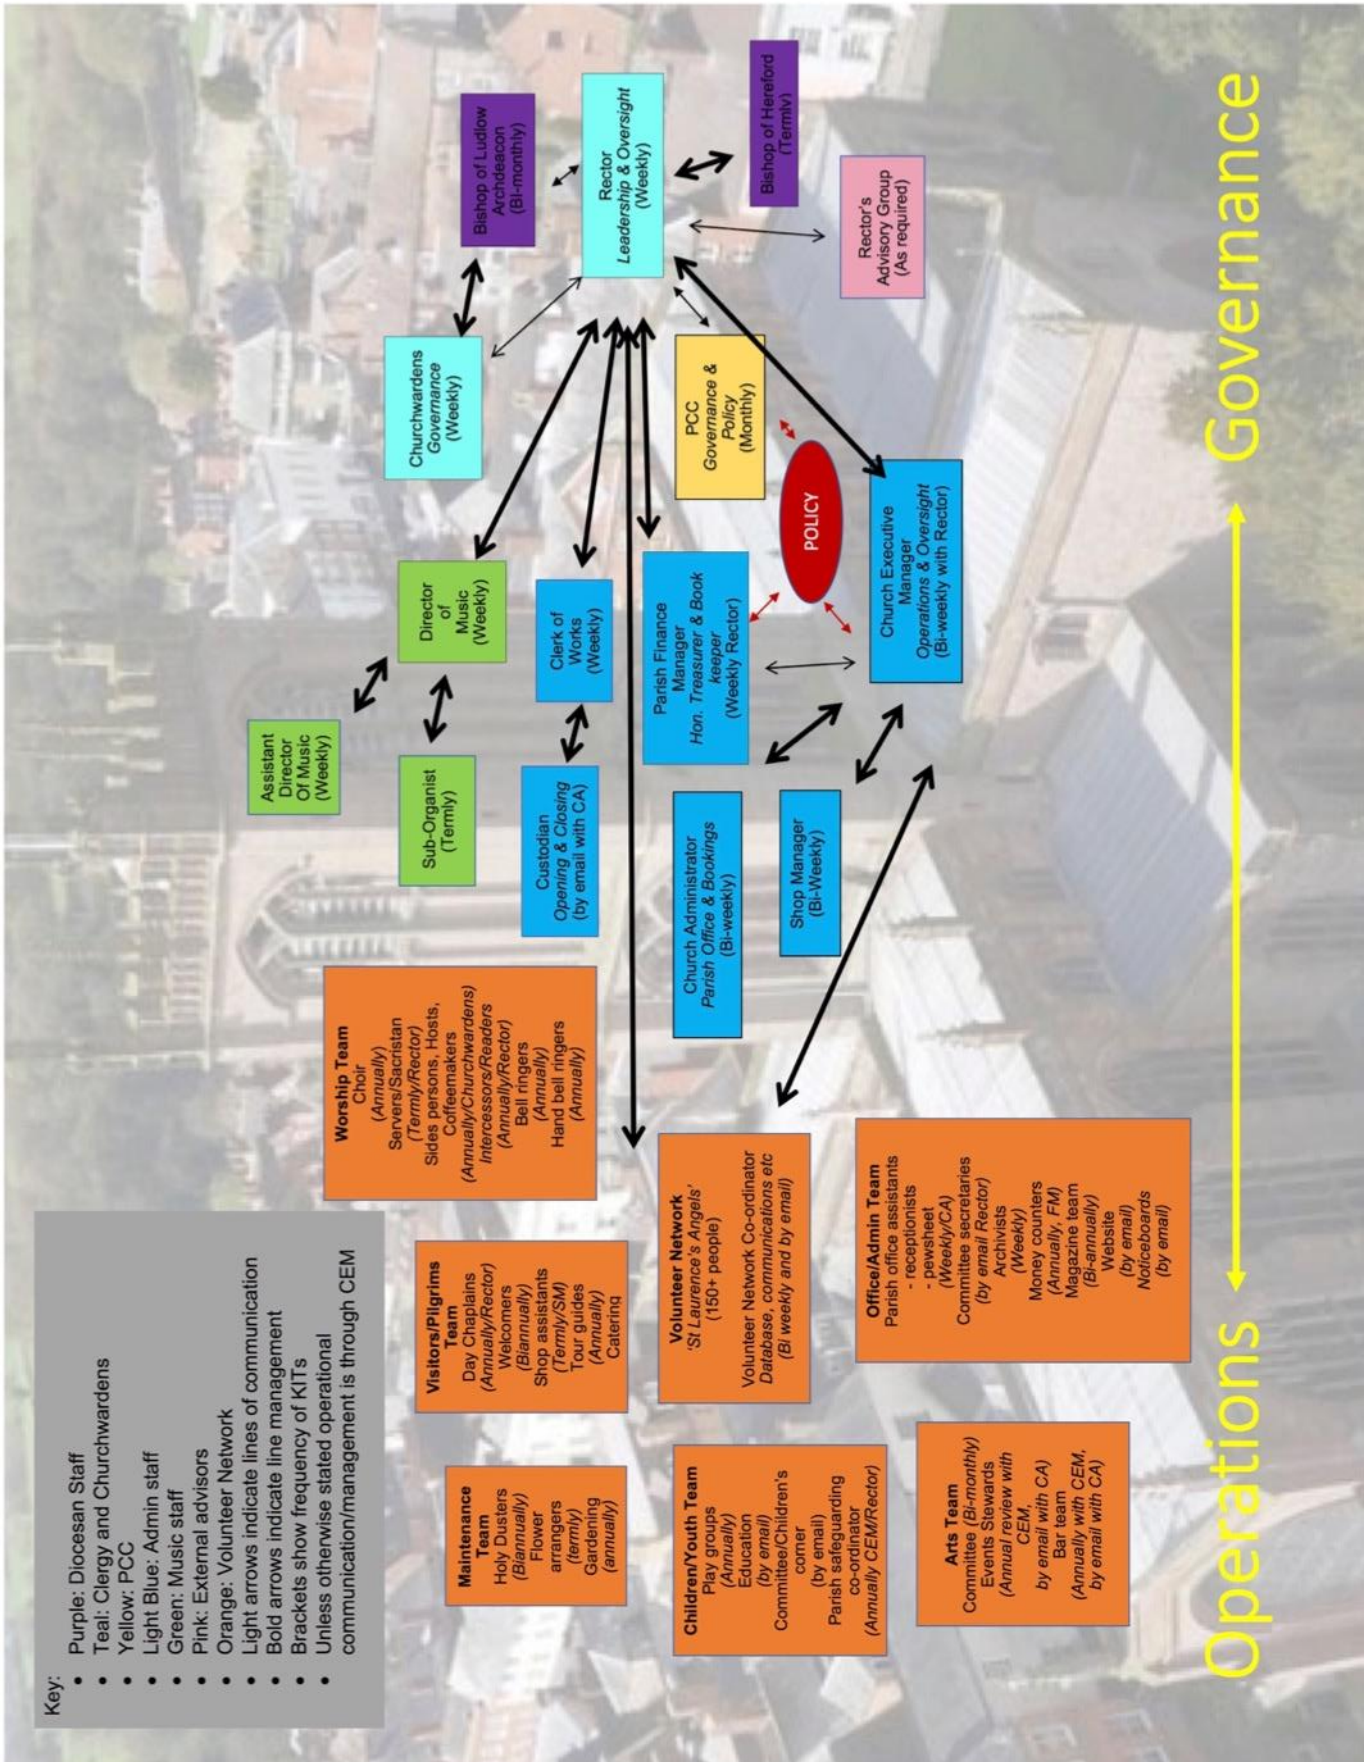 Key:
• Purple: Diocesan Staff
• Teal: Clergy and Churchwardens
• Yellow: PCC
• Light Blue: Admin staff
• Green: Music staff
• Pink: External advisors
• Orange: Volunteer Network
• Light arrows indicate lines of communication
• Bold arrows indicate line management
• Brackets show frequency of KITs
• Unless otherwise stated operational
communication/management is through CEM
Maintenance
Team
Holy Dusters
(Biannually)
Flower
arrangers
(termly)
Gardening
(annually)
Visitors/Pilgrims
Team
Day Chaplains
(Annually/Rector)
Welcomers
(Biannually)
Shop assistants
(Termly/SM)
Tour guides
(Annually)
Catering
Worship Team
Choir
(Annually)
Servers/Sacristan
(Termly/Rector)
Sides persons, Hosts,
Coffeemakers
(Annually/Churchwardens)
Intercessors/Readers
(Annually/Rector)
Bell ringers
(Annually)
Hand bell ringers
(Annually)
Assistant
Director
Of Music
(Weekly)
Sub-Organist
(Termly)
Director
of
Music
(Weekly)
Churchwardens
Governance
(Weekly)
Bishop of Ludlow
Archdeacon
(BI-monthly)
Custodian
Opening & Closing
(by email with CA)
Clerk of
Works
(Weekly)
Rector
Leadership & Oversight
(Weekly)
Children/Youth Team
Play groups
(Annually)
Education
(by email)
Committee/Children's
corner
(by email)
Parish safeguarding
co-ordinator
(Annually CEM/Rector)
Volunteer Network
'St Laurence's Angels'
(150+ people)
Volunteer Network Co-ordinator
Database, communications etc
(Bi weekly and by email)
Church Administrator
Parish Office & Bookings
(Bi-weekly)
Parish Finance
Manager
Hon. Treasurer & Book
keeper
(Weekly Rector)
PCC
Governance &
Policy
(Monthly)
Bishop of Hereford
(Termly)
Shop Manager
(Bi-Weekly)
POLICY
Rector's
Advisory Group
(As required)
Church Executive
Manager
Operations & Oversight
(Bi-weekly with Rector)
Arts Team
Committee (Bi-monthly)
Events Stewards
(Annual review with
CEM,
by email with CA)
Bar team
(Annually with CEM,
by email with CA)
Office/Admin Team
Parish office assistants
- receptionists
- pewsheet
(Weekly/CA)
Committee secretaries
(by email Rector)
Archivists
(Weekly)
Money counters
(Annually, FM)
Magazine team
(Bi-annually)
Website
(by email)
Noticeboards
(by email)
Operations
Governance